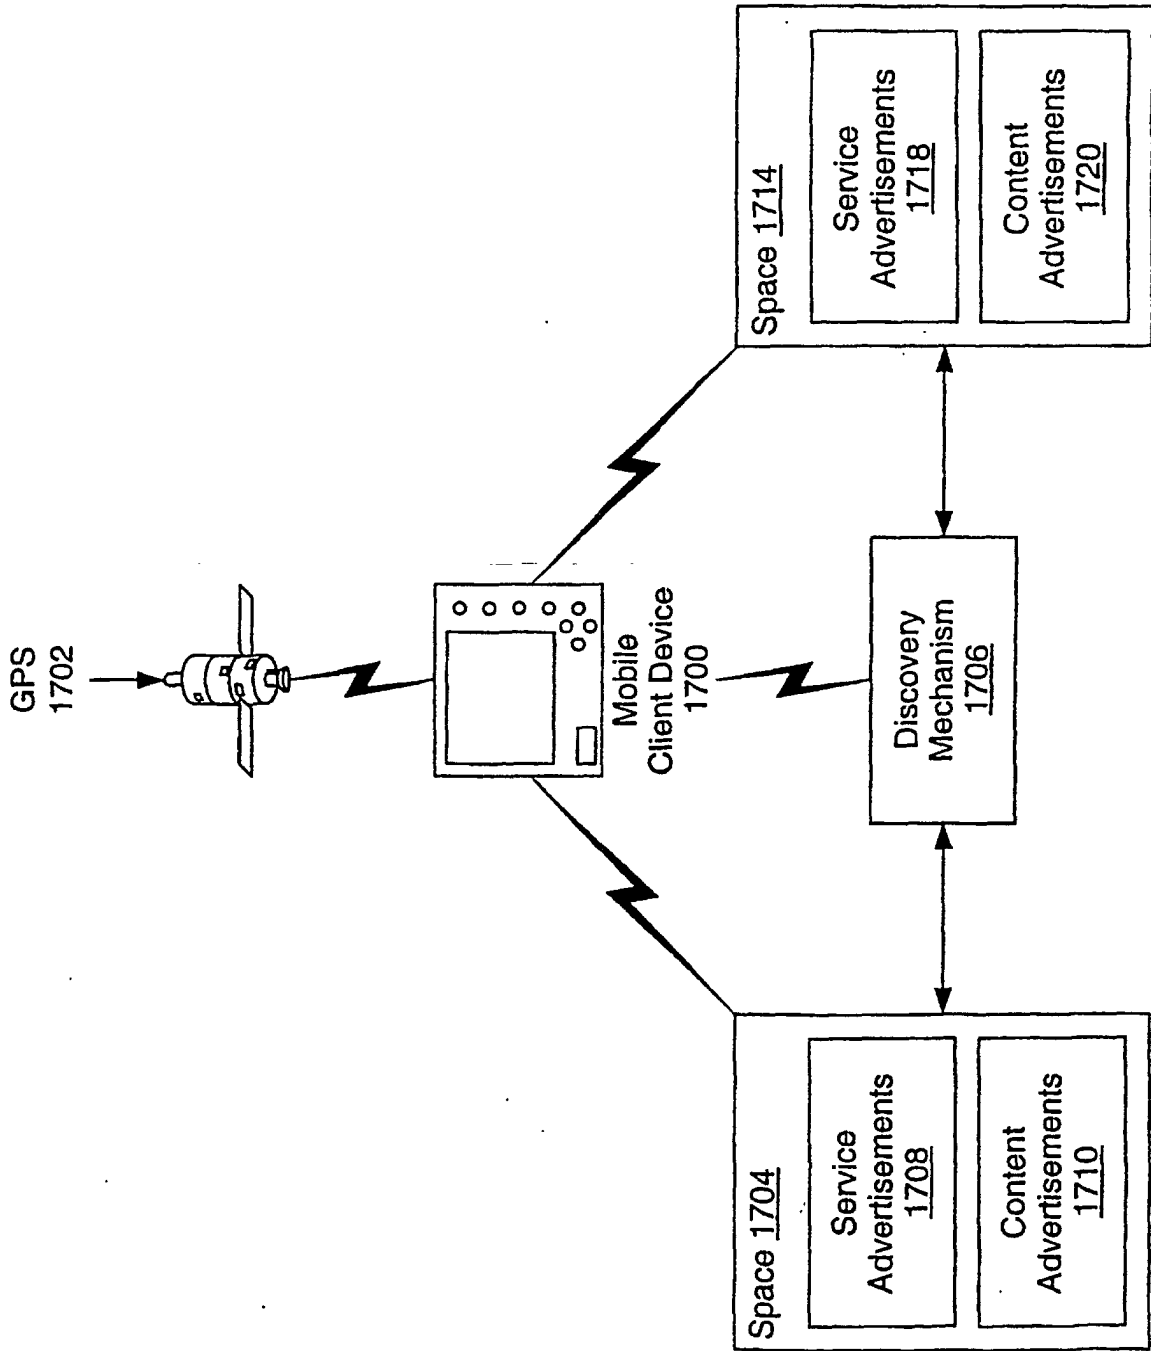 GPS
1702
Mobile
Client Device
1700
Discovery
Mechanism
1706
Space 1704
Service
Advertisements
1708
Content
Advertisements
1710
Space 1714
Service
Advertisements
1718
Content
Advertisements
1720